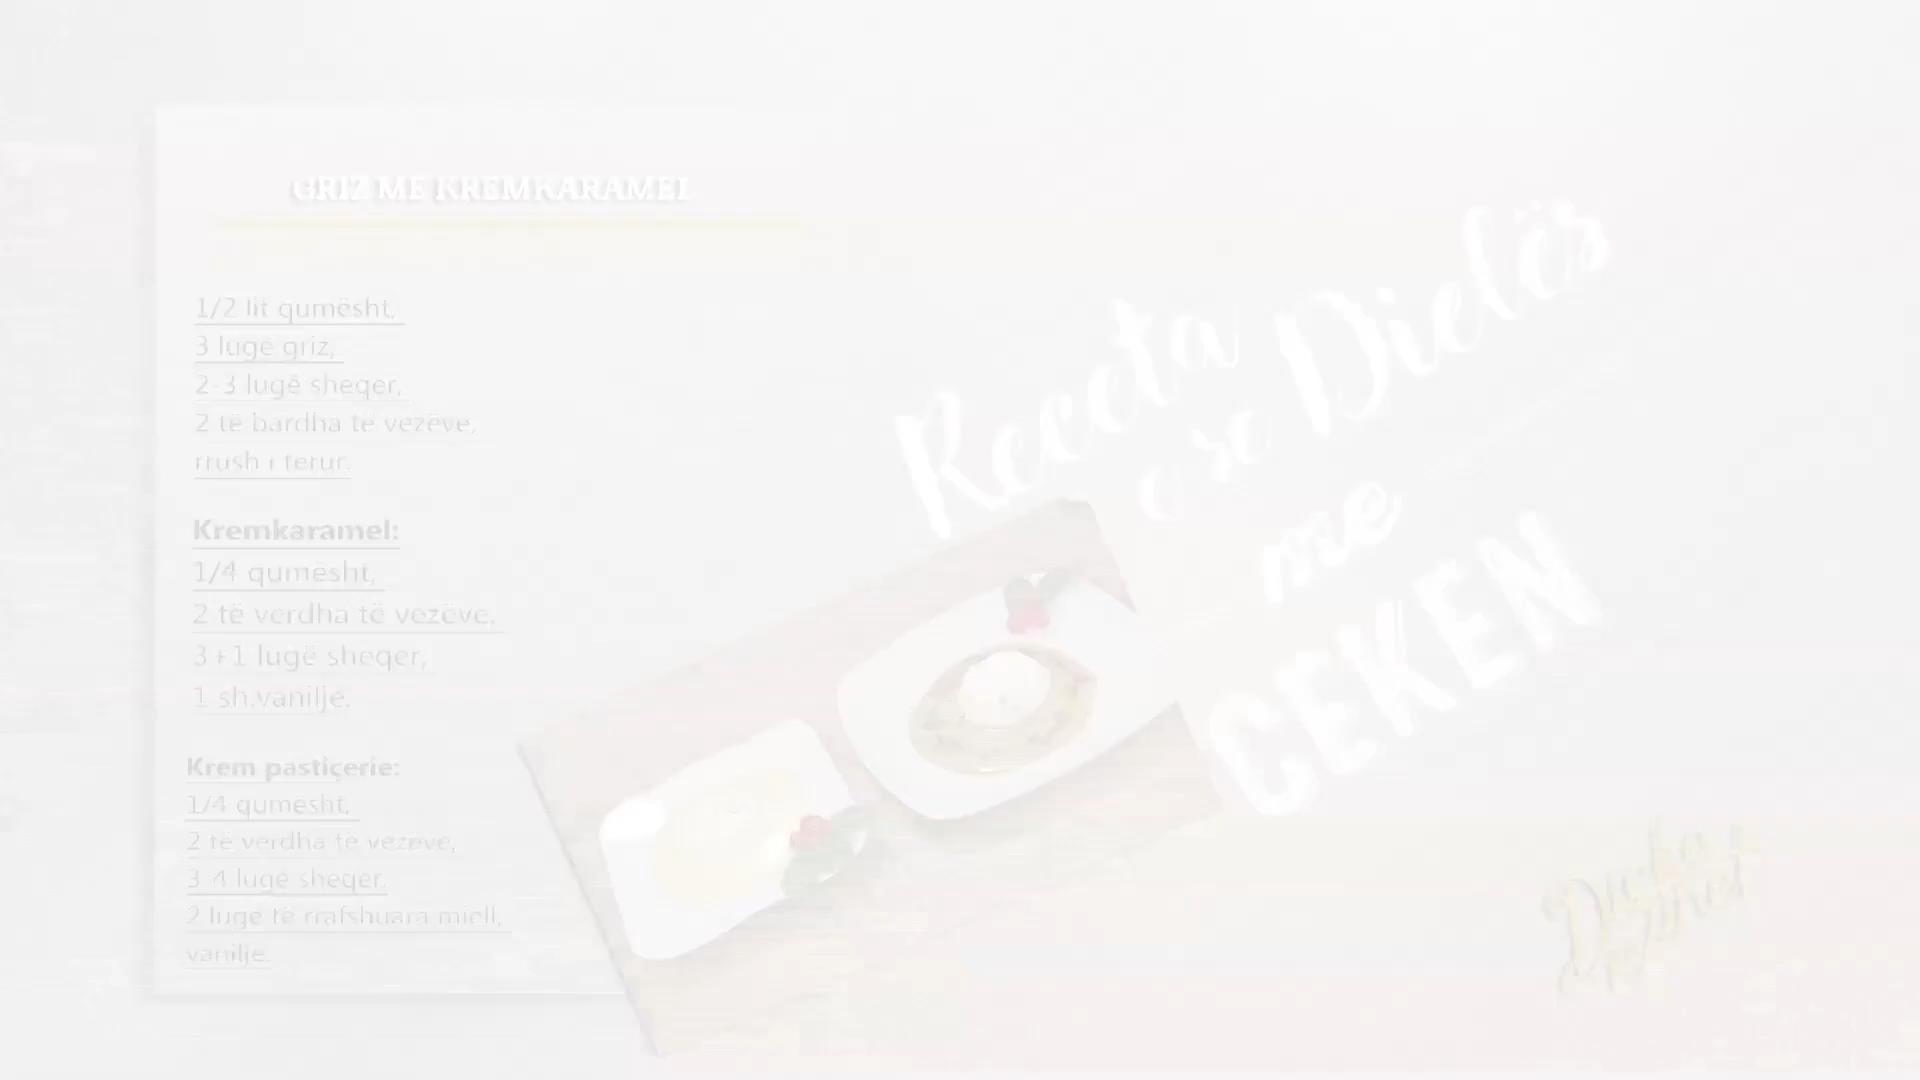 GRIZ ME KREMKARAMEL
1/2 lit qumësht,
3 lugë griz,
2-3 lugë sheqer,
2 të bardha të vezëve,
rrush i terur.
Kremkaramel:
1/4 qumësht,
2 të verdha të vezëve,
3+1 lugë sheqer,
1 sh.vanilje.
Krem pastiçerie:
1/4 qumësht,
2 të verdha të vezëve,
3-4 lugë sheqer,
2 lugë të rrafshuara miell,
vanilje.
Receta
e se Dielës
me
CEKEN